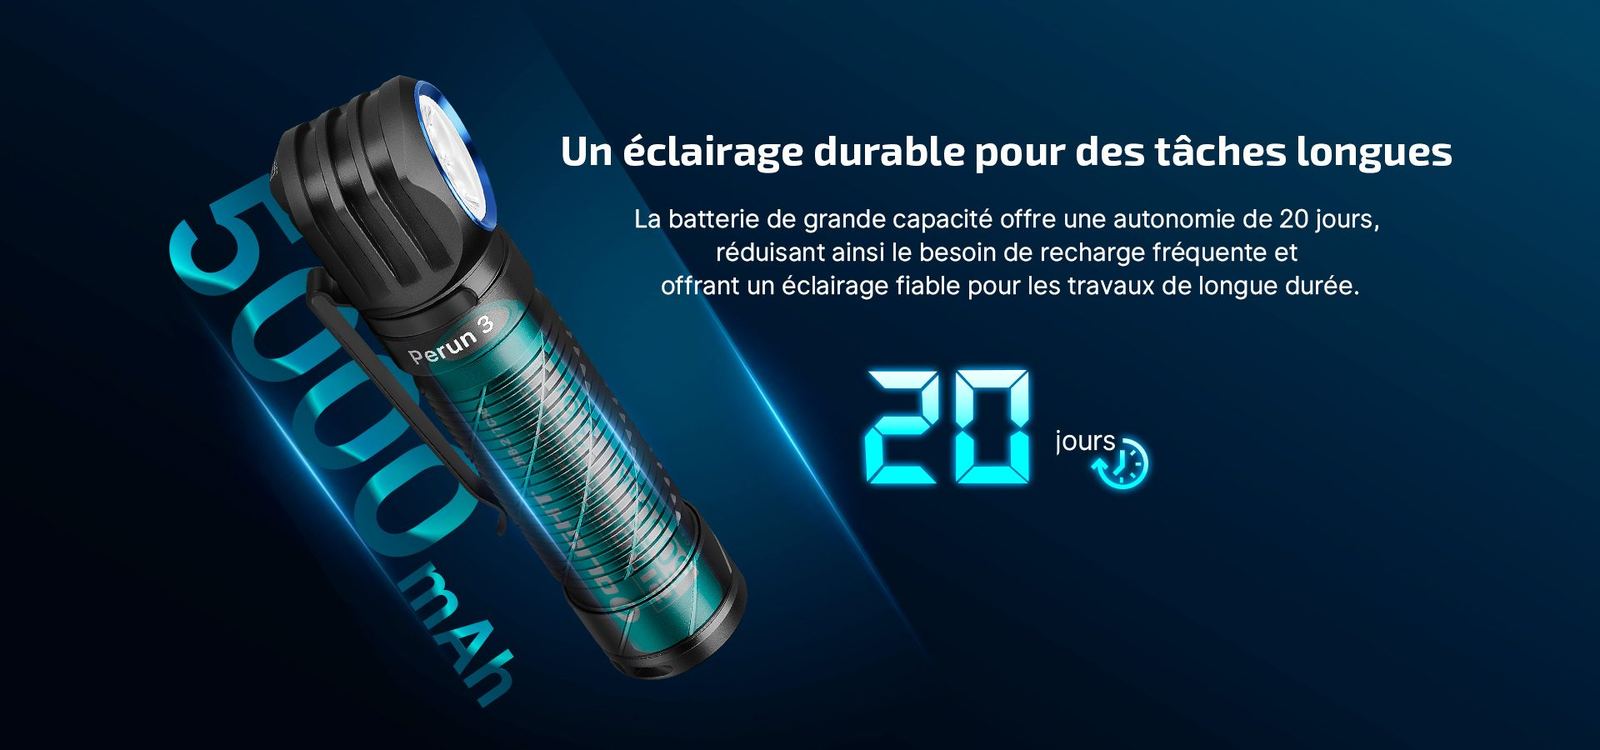 Un éclairage durable pour des tâches longues
La batterie de grande capacité offre une autonomie de 20 jours,
réduisant ainsi le besoin de recharge fréquente et
offrant un éclairage fiable pour les travaux de longue durée.
20 jours
5000 mAh
Perun 3